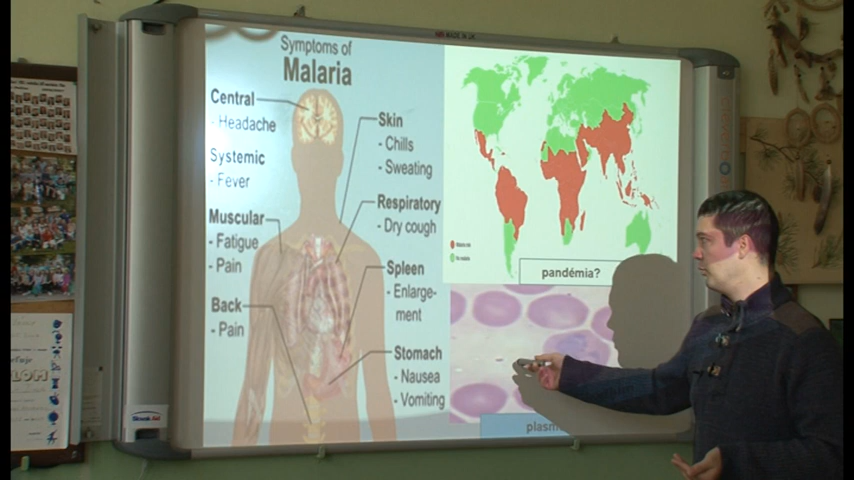 Symptoms of
Malaria
Central
- Headache
Systemic
- Fever
Muscular
- Fatigue
- Pain
Back
- Pain
Skin
- Chills
- Sweating
Respiratory
- Dry cough
Spleen
- Enlarge-
ment
Stomach
- Nausea
- Vomiting
pandémia?